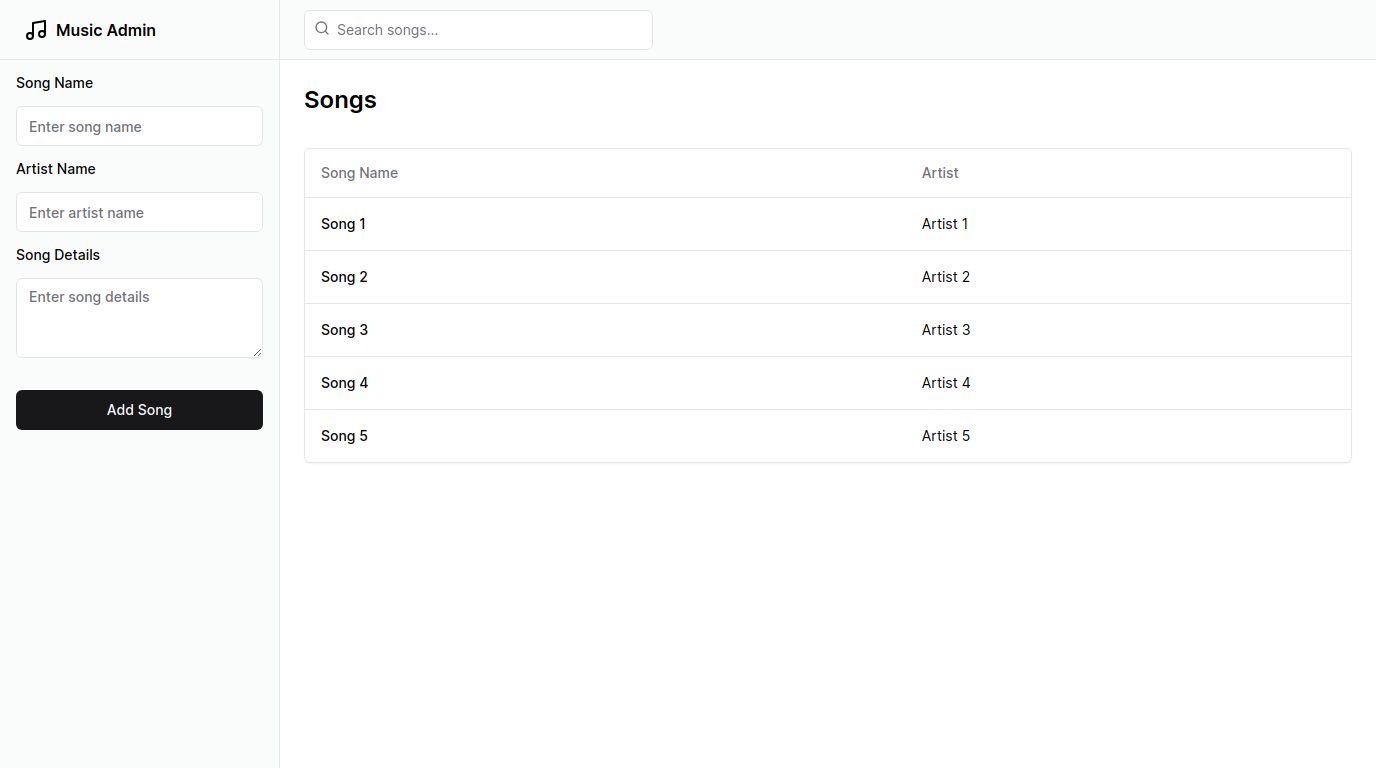 Music Admin
Search songs...
Song Name
Enter song name
Artist Name
Enter artist name
Song Details
Enter song details
Add Song
Songs
Song Name Artist
Song 1 Artist 1
Song 2 Artist 2
Song 3 Artist 3
Song 4 Artist 4
Song 5 Artist 5